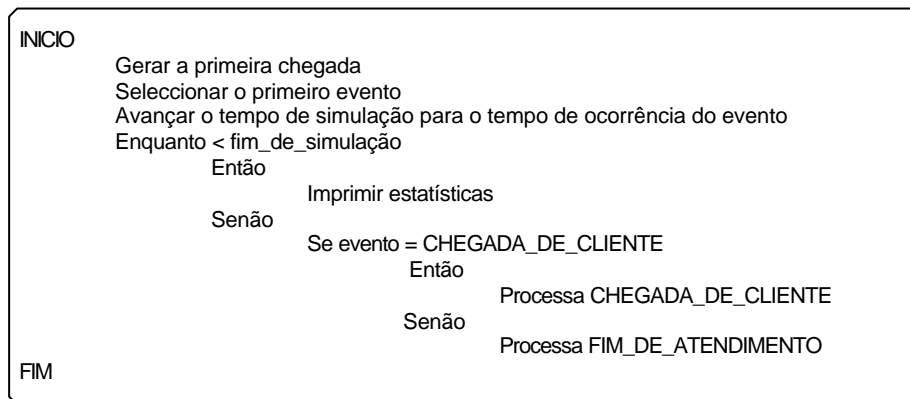 INICIO
Gerar a primeira chegada
Seleccionar o primeiro evento
Avançar o tempo de simulação para o tempo de ocorrência do evento
Enquanto < fim_de_simulação
Então
Imprimir estatísticas
Senão
Se evento = CHEGADA_DE_CLIENTE
Então
Processa CHEGADA_DE_CLIENTE
Senão
Processa FIM_DE_ATENDIMENTO
FIM